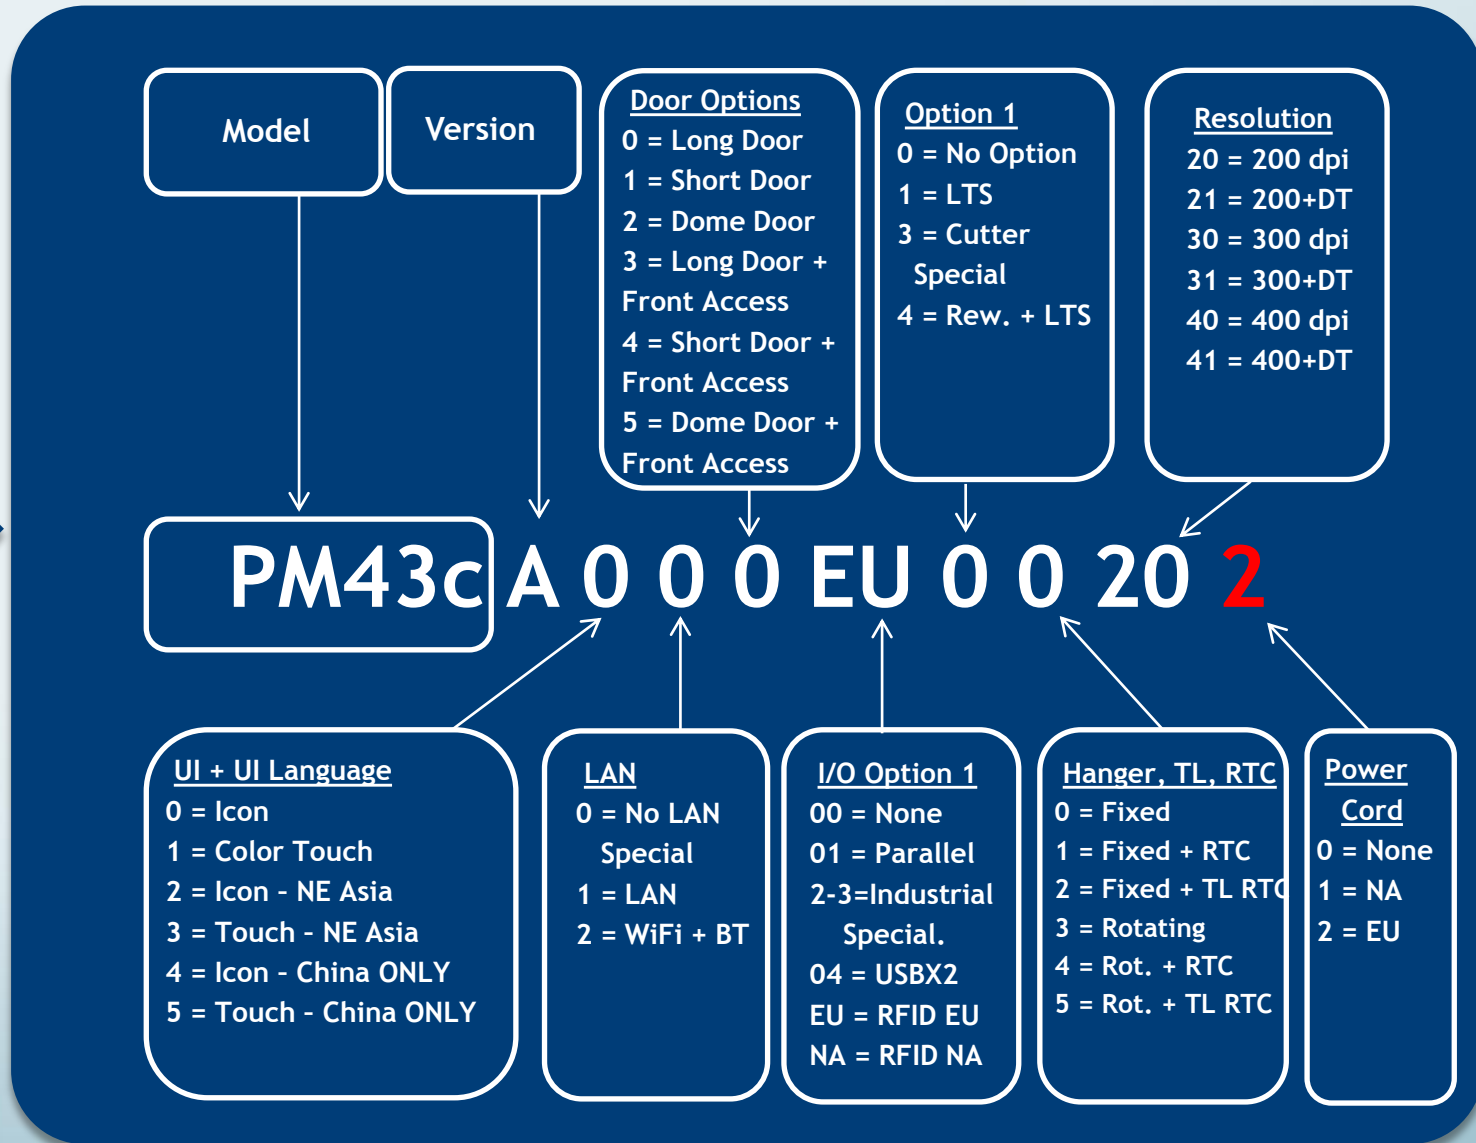 Model
Version
Door Options
0 = Long Door
1 = Short Door
2 = Dome Door
3 = Long Door +
Front Access
4 = Short Door +
Front Access
5 = Dome Door +
Front Access
Option 1
0 = No Option
1 = LTS
3 = Cutter
Special
4 = Rew. + LTS
Resolution
20 = 200 dpi
21 = 200+DT
30 = 300 dpi
31 = 300+DT
40 = 400 dpi
41 = 400+DT
PM43c A 0 0 0 EU 0 0 20 2
UI + UI Language
0 = Icon
1 = Color Touch
2 = Icon – NE Asia
3 = Touch – NE Asia
4 = Icon – China ONLY
5 = Touch – China ONLY
LAN
0 = No LAN
Special
1 = LAN
2 = WiFi + BT
I/O Option 1
00 = None
01 = Parallel
2-3=Industrial
Special.
04 = USBX2
EU = RFID EU
NA = RFID NA
Hanger, TL, RTC
0 = Fixed
1 = Fixed + RTC
2 = Fixed + TL RTC
3 = Rotating
4 = Rot. + RTC
5 = Rot. + TL RTC
Power
Cord
0 = None
1 = NA
2 = EU